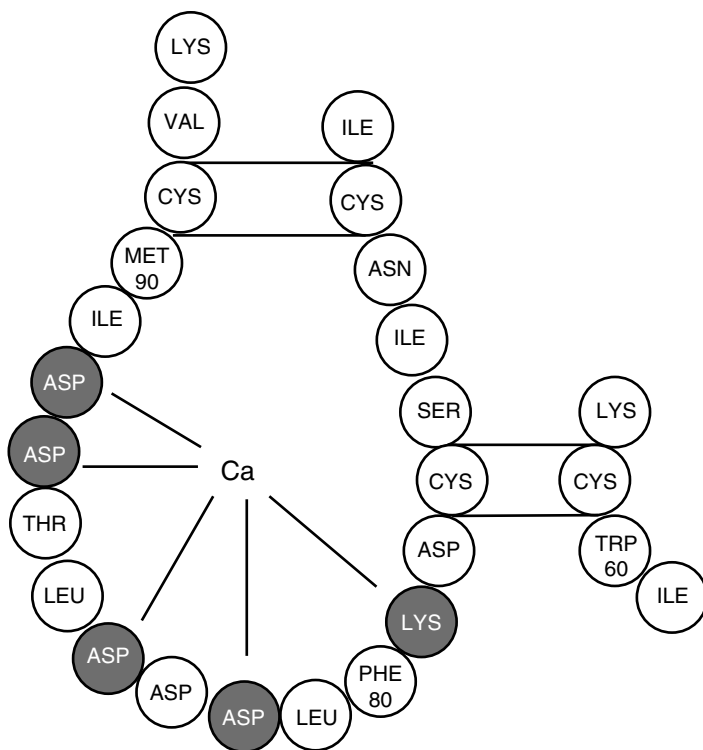 LYS
VAL
ILE
CYS
CYS
MET
90
ASN
ILE
ILE
ASP
SER
LYS
ASP
Ca
CYS
CYS
THR
ASP
TRP
60
LEU
LYS
ILE
ASP
ASP
PHE
80
ASP
LEU